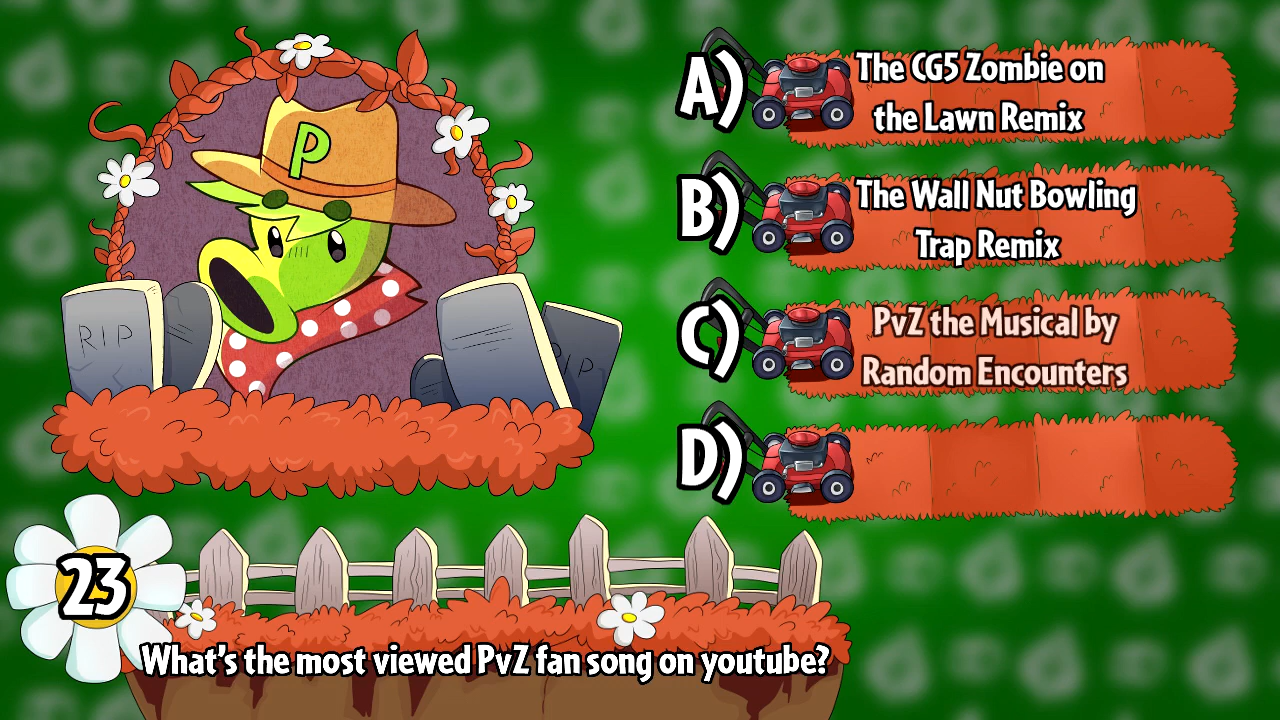 P
RIP
RIP
A)
The CG5 Zombie on
the Lawn Remix
B)
The Wall Nut Bowling
Trap Remix
C)
PvZ the Musical by
Random Encounters
D)
23
What's the most viewed PvZ fan song on youtube?